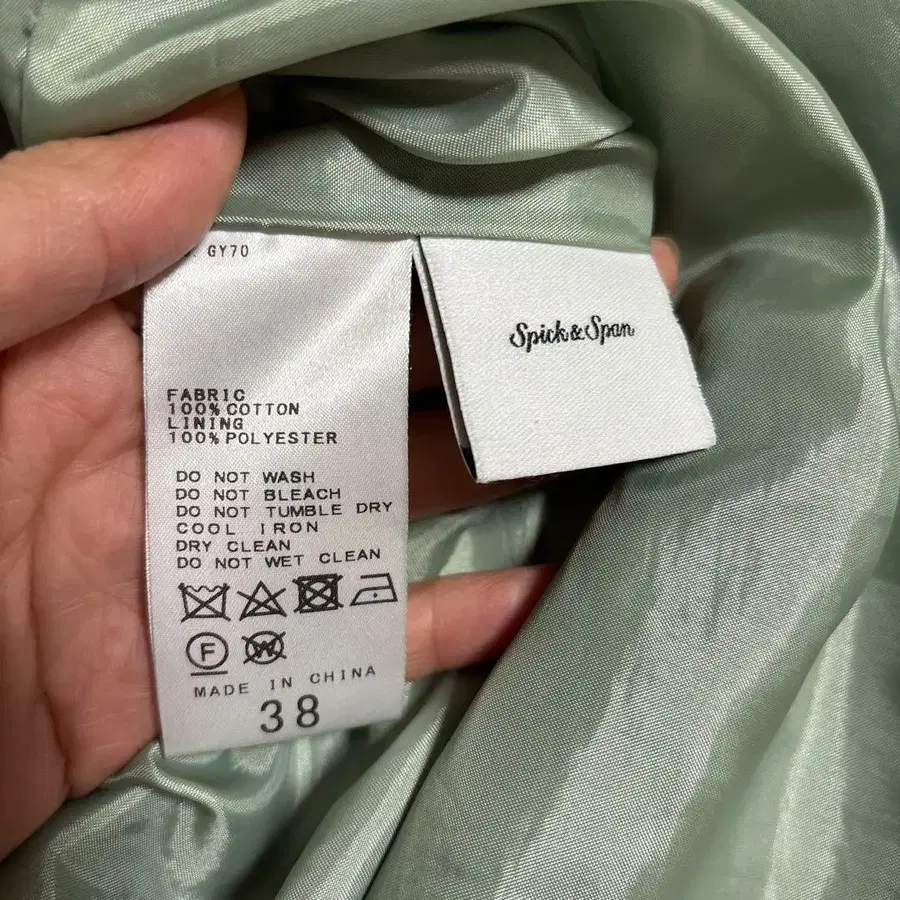 GY70
FABRIC
100% COTTON
LINING
100% POLYESTER
DO NOT WASH
DO NOT BLEACH
DO NOT TUMBLE DRY
COOL IRON
DRY CLEAN
DO NOT WET CLEAN
F W
MADE IN CHINA
38
Spick & Span